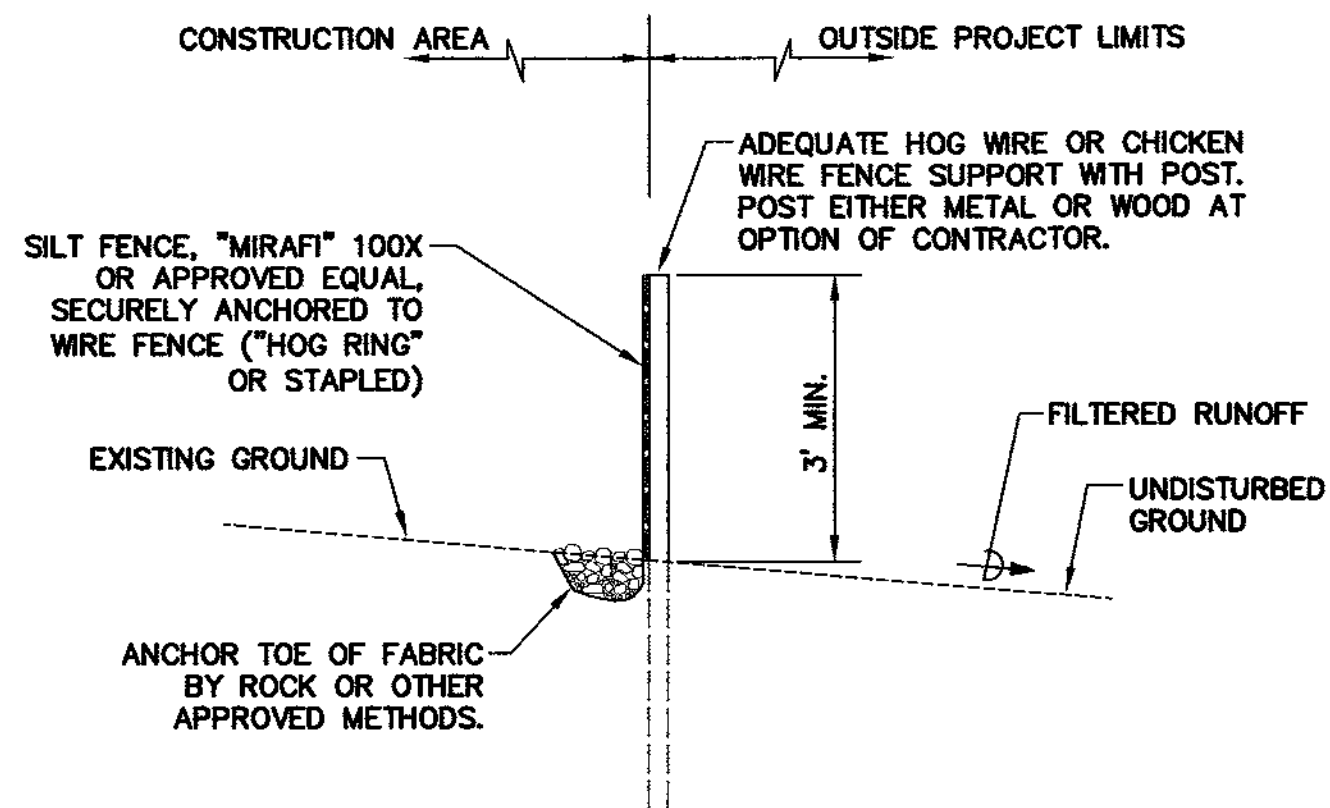 CONSTRUCTION AREA
OUTSIDE PROJECT LIMITS
ADEQUATE HOG WIRE OR CHICKEN
WIRE FENCE SUPPORT WITH POST.
POST EITHER METAL OR WOOD AT
OPTION OF CONTRACTOR.
SILT FENCE, "MIRAFI" 100X
OR APPROVED EQUAL,
SECURELY ANCHORED TO
WIRE FENCE ("HOG RING"
OR STAPLED)
3' MIN.
FILTERED RUNOFF
EXISTING GROUND
UNDISTURBED
GROUND
ANCHOR TOE OF FABRIC
BY ROCK OR OTHER
APPROVED METHODS.